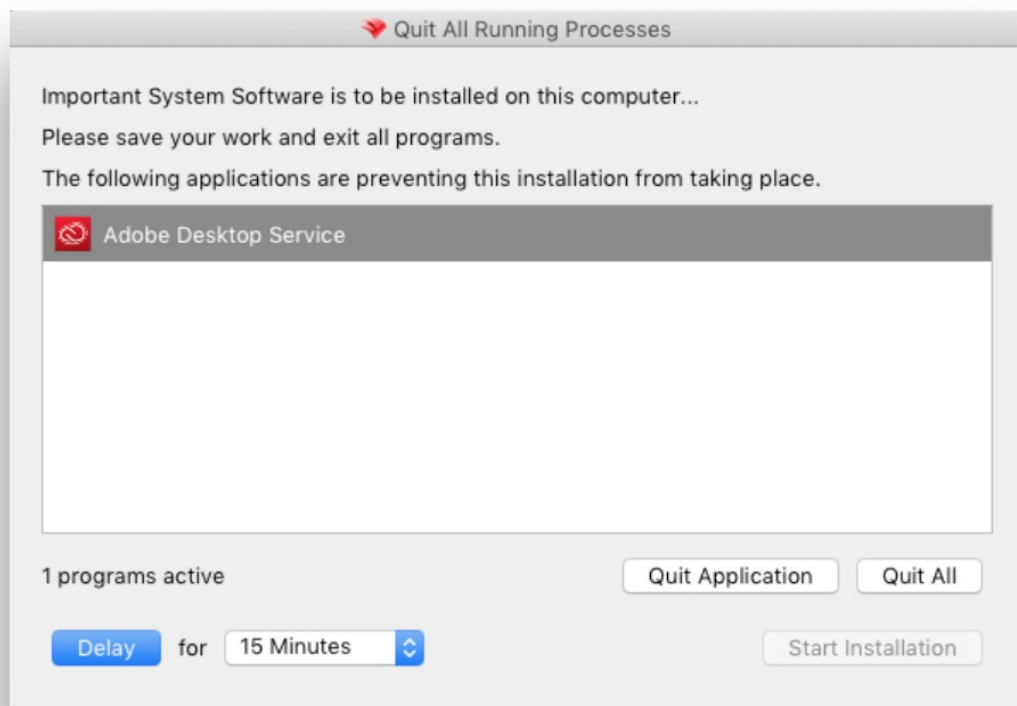 Quit All Running Processes
Important System Software is to be installed on this computer...
Please save your work and exit all programs.
The following applications are preventing this installation from taking place.
Adobe Desktop Service
1 programs active
Quit Application
Quit All
Delay for 15 Minutes
Start Installation